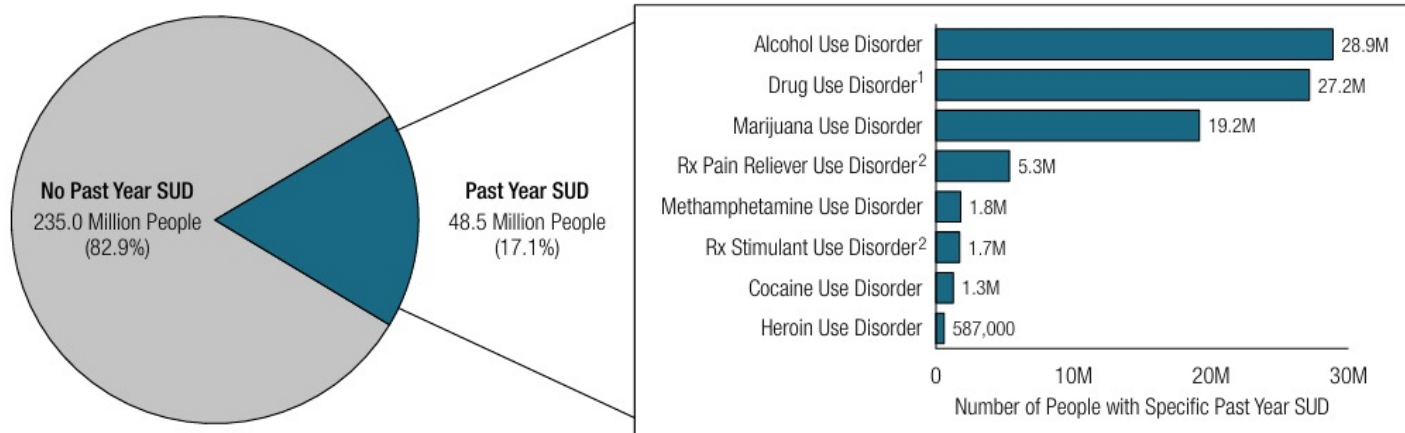 No Past Year SUD
235.0 Million People
(82.9%)
Past Year SUD
48.5 Million People
(17.1%)
Alcohol Use Disorder 28.9M
Drug Use Disorder1 27.2M
Marijuana Use Disorder 19.2M
Rx Pain Reliever Use Disorder2 5.3M
Methamphetamine Use Disorder 1.8M
Rx Stimulant Use Disorder2 1.7M
Cocaine Use Disorder 1.3M
Heroin Use Disorder 587,000
0 10M 20M 30M
Number of People with Specific Past Year SUD